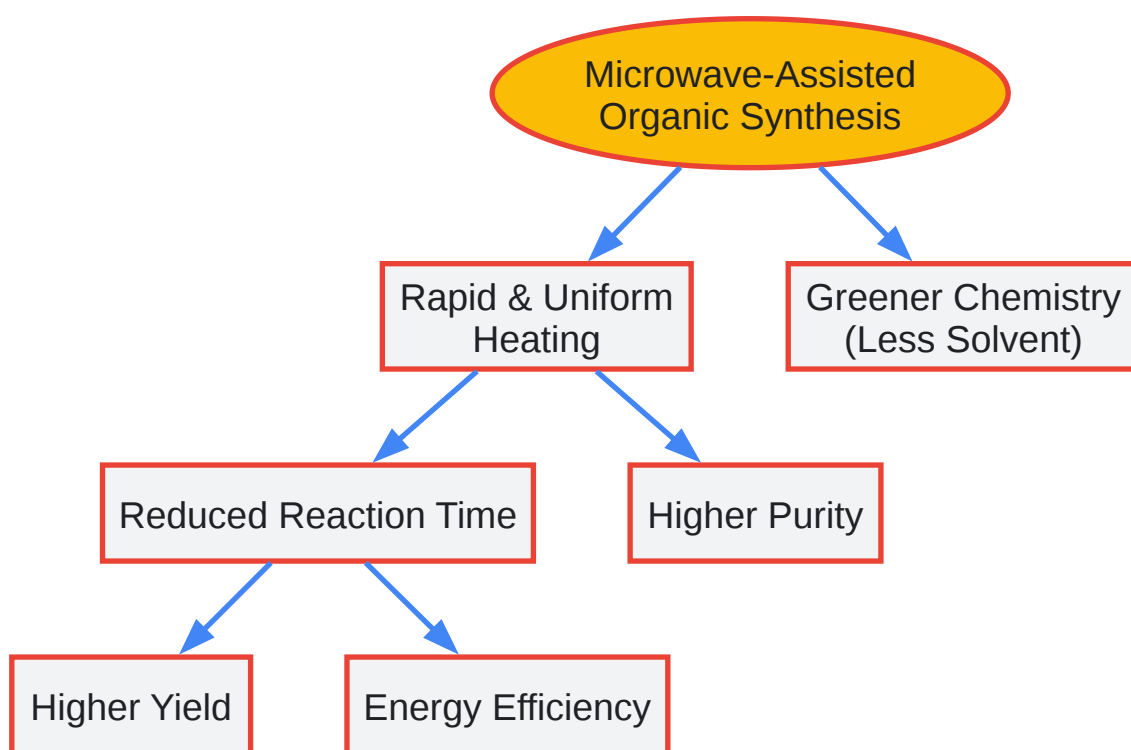 Microwave-Assisted
Organic Synthesis
Rapid & Uniform
Heating
Greener Chemistry
(Less Solvent)
Reduced Reaction Time
Higher Purity
Higher Yield
Energy Efficiency